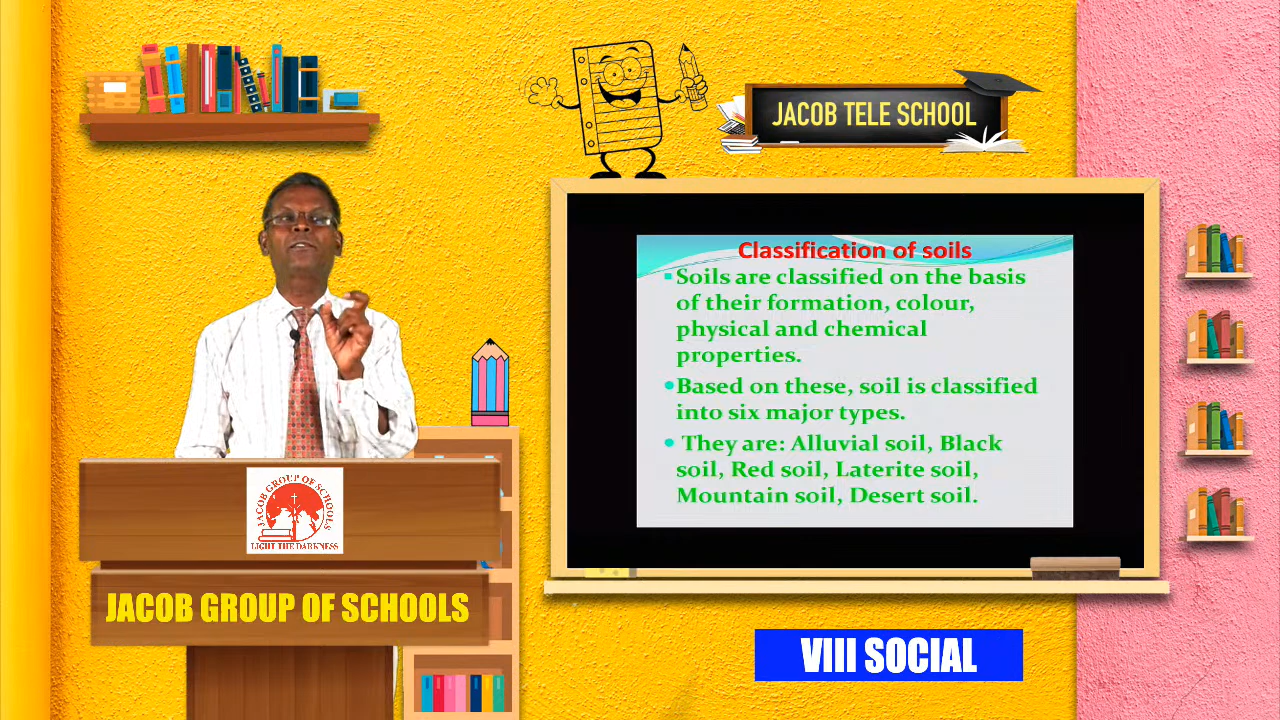 JACOB TELE SCHOOL
Classification of soils
Soils are classified on the basis
of their formation, colour,
physical and chemical
properties.
Based on these, soil is classified
into six major types.
They are: Alluvial soil, Black
soil, Red soil, Laterite soil,
Mountain soil, Desert soil.
JACOB GROUP OF SCHOOLS
LIGHT THE DARKNESS
JACOB GROUP OF SCHOOLS
VIII SOCIAL